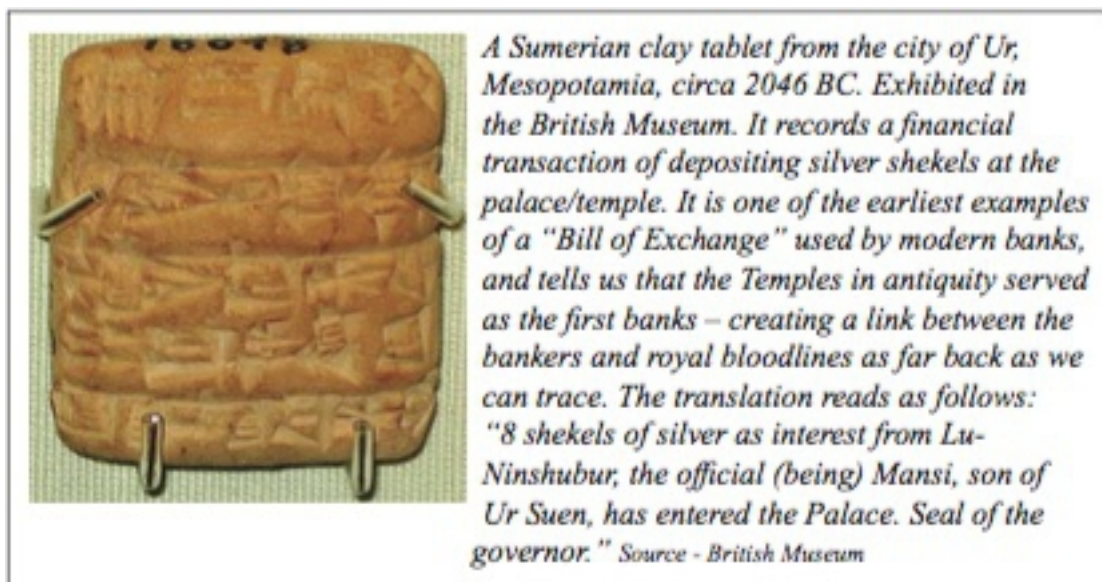 A Sumerian clay tablet from the city of Ur,
Mesopotamia, circa 2046 BC. Exhibited in
the British Museum. It records a financial
transaction of depositing silver shekels at the
palace/temple. It is one of the earliest examples
of a “Bill of Exchange” used by modern banks,
and tells us that the Temples in antiquity served
as the first banks – creating a link between the
bankers and royal bloodlines as far back as we
can trace. The translation reads as follows:
“8 shekels of silver as interest from Lu-
Ninshubur, the official (being) Mansi, son of
Ur Suen, has entered the Palace. Seal of the
governor.” Source - British Museum